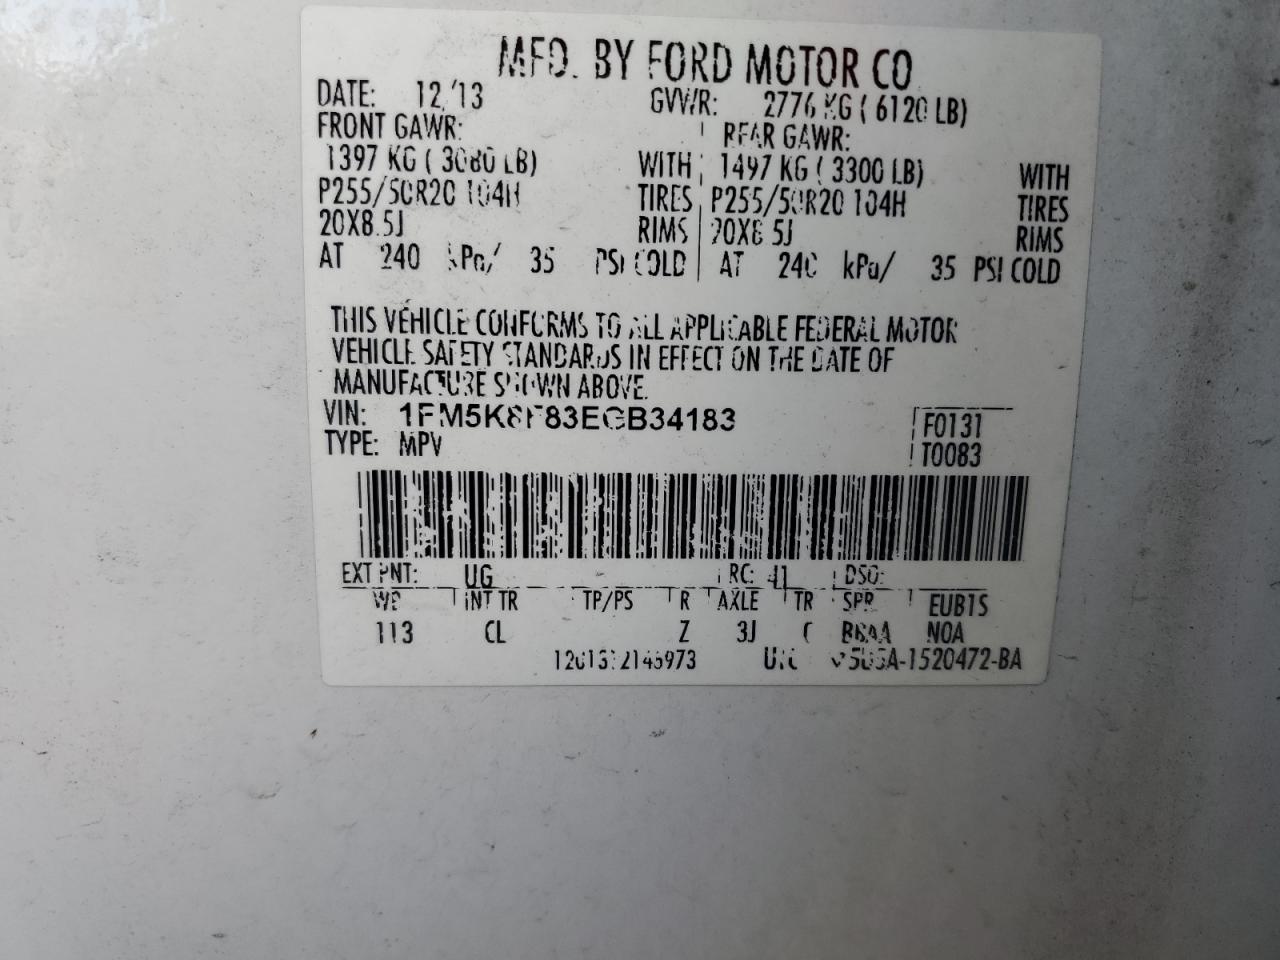 MFD. BY FORD MOTOR CO
DATE: 12/13 GVWR: 2776 KG ( 6120 LB)
FRONT GAWR: REAR GAWR:
1397 KG ( 3080 LB) WITH 1497 KG ( 3300 LB) WITH
P255/50R20 104H TIRES P255/50R20 104H TIRES
20X8.5J RIMS 20X8.5J RIMS
AT 240 kPa/ 35 PSI COLD AT 240 kPa/ 35 PSI COLD
THIS VEHICLE CONFORMS TO ALL APPLICABLE FEDERAL MOTOR
VEHICLE SAFETY STANDARDS IN EFFECT ON THE DATE OF
MANUFACTURE SHOWN ABOVE.
VIN: 1FM5K8F83EGB34183 F0131
TYPE: MPV T0083
EXT PNT: UG RC: 41 DSO:
WB INT TR TP/PS R AXLE TR SPR EUB1S
113 CL Z 3J NOA